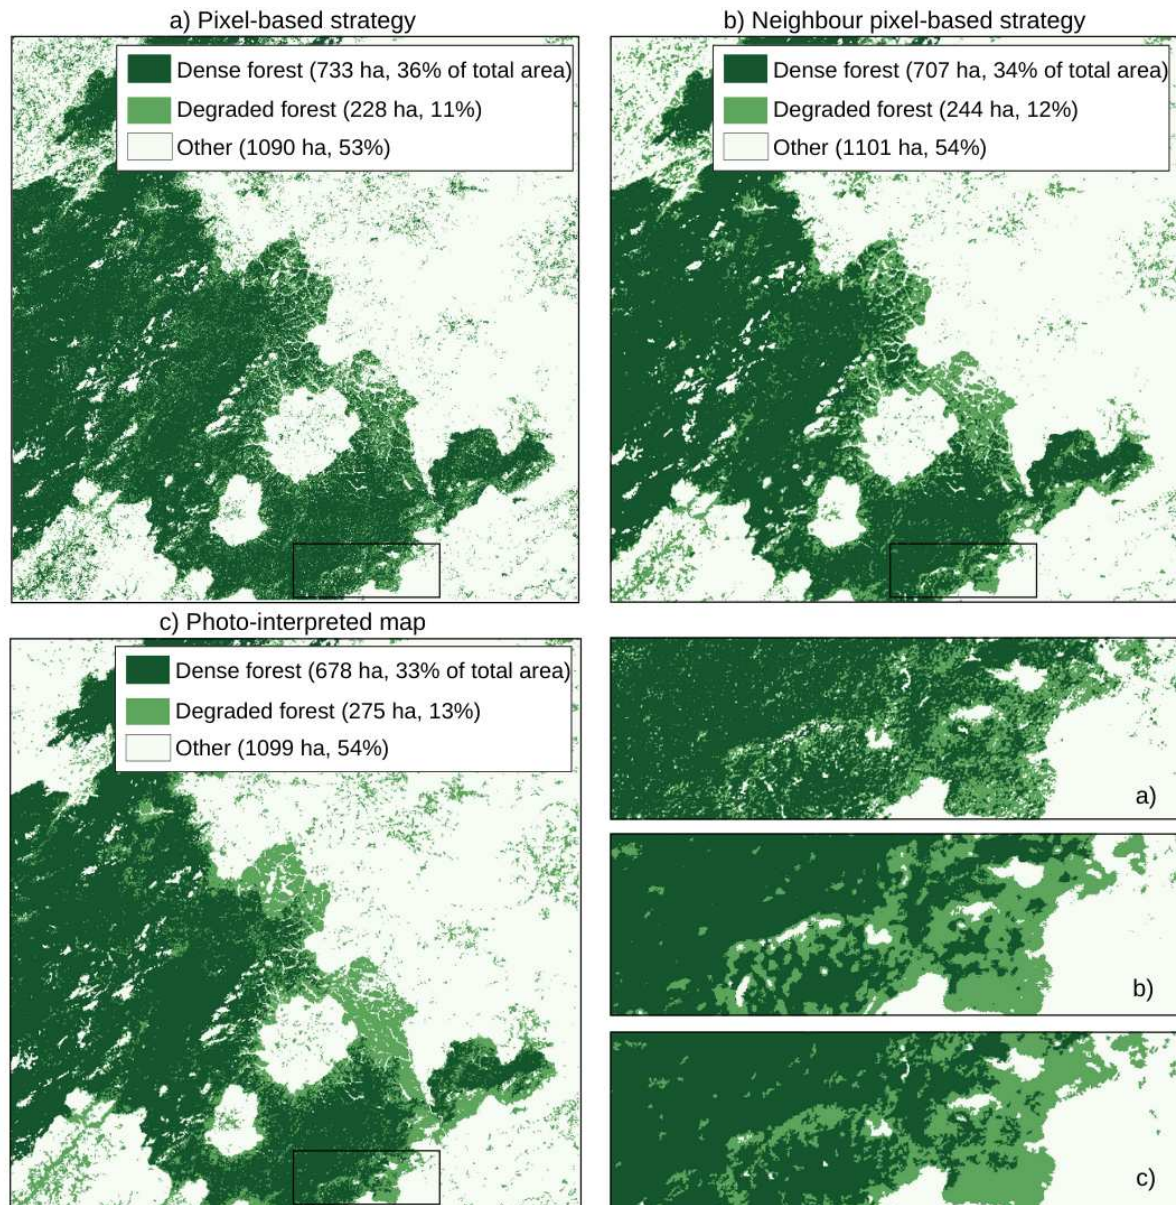 a) Pixel-based strategy
Dense forest (733 ha, 36% of total area)
Degraded forest (228 ha, 11%)
Other (1090 ha, 53%)
b) Neighbour pixel-based strategy
Dense forest (707 ha, 34% of total area)
Degraded forest (244 ha, 12%)
Other (1101 ha, 54%)
c) Photo-interpreted map
Dense forest (678 ha, 33% of total area)
Degraded forest (275 ha, 13%)
Other (1099 ha, 54%)
a)
b)
c)